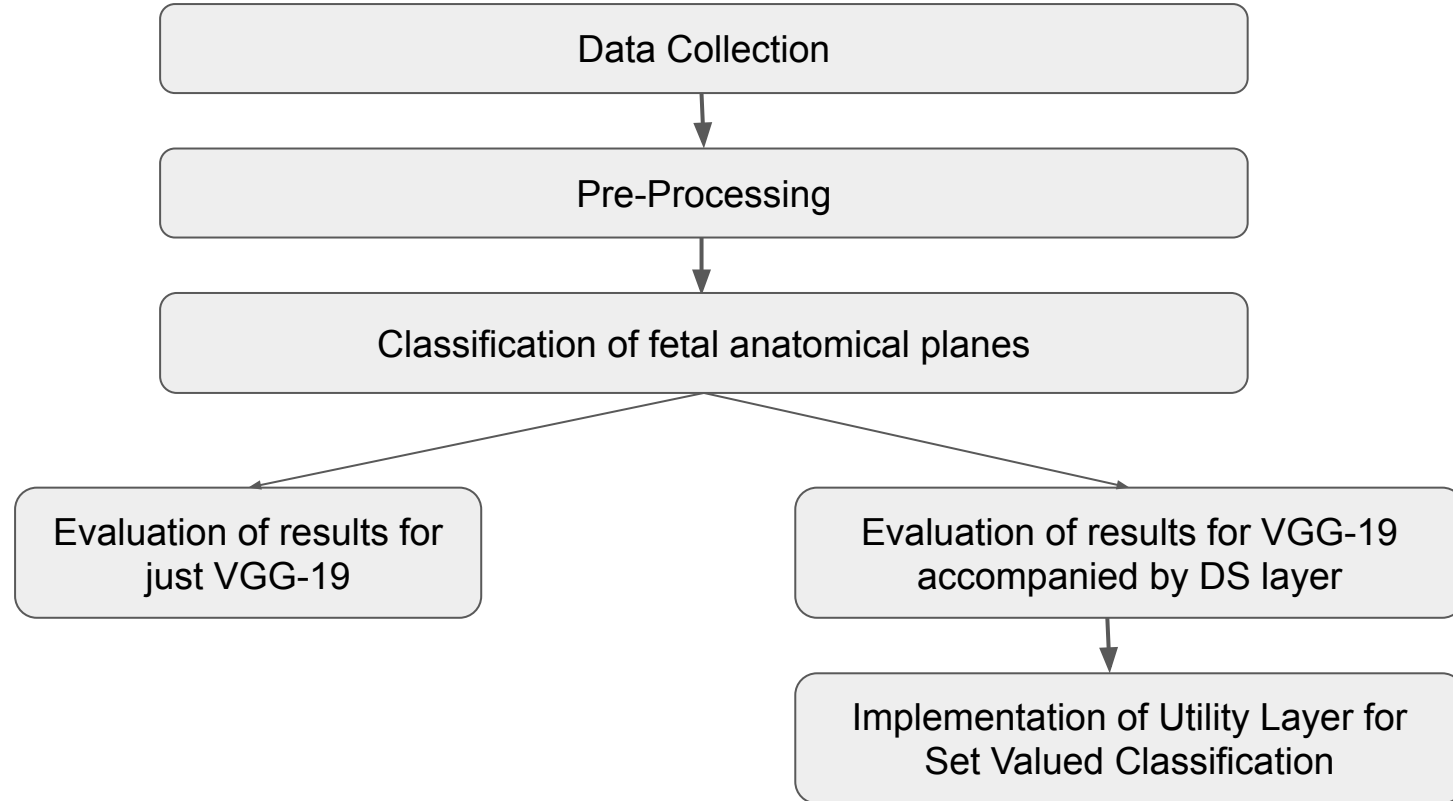 Data Collection
Pre-Processing
Classification of fetal anatomical planes
Evaluation of results for
just VGG-19
Evaluation of results for VGG-19
accompanied by DS layer
Implementation of Utility Layer for
Set Valued Classification